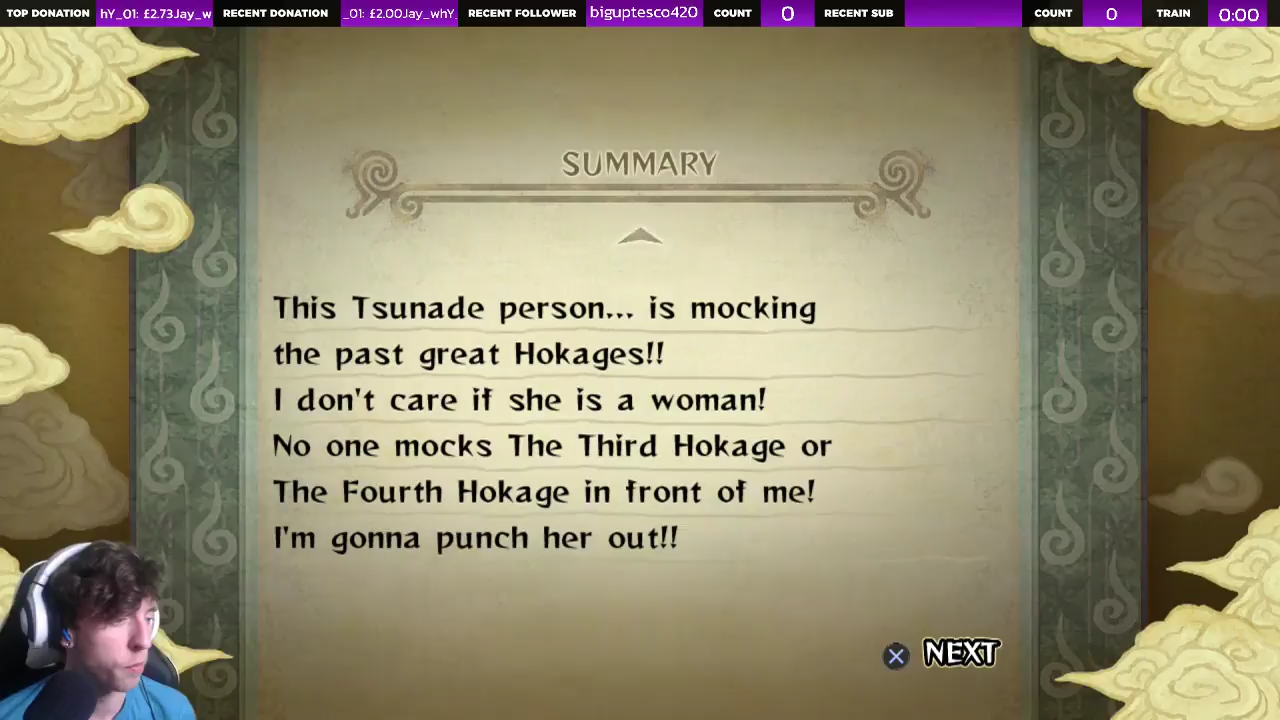 TOP DONATION hY_01: £2.73Jay_w RECENT DONATION _01: £2.00Jay_whY_ RECENT FOLLOWER biguptesco420 COUNT 0 RECENT SUB COUNT 0 TRAIN 0:00
SUMMARY
This Tsunade person... is mocking
the past great Hokages!!
I don't care if she is a woman!
No one mocks The Third Hokage or
The Fourth Hokage in front of me!
I'm gonna punch her out!!
NEXT